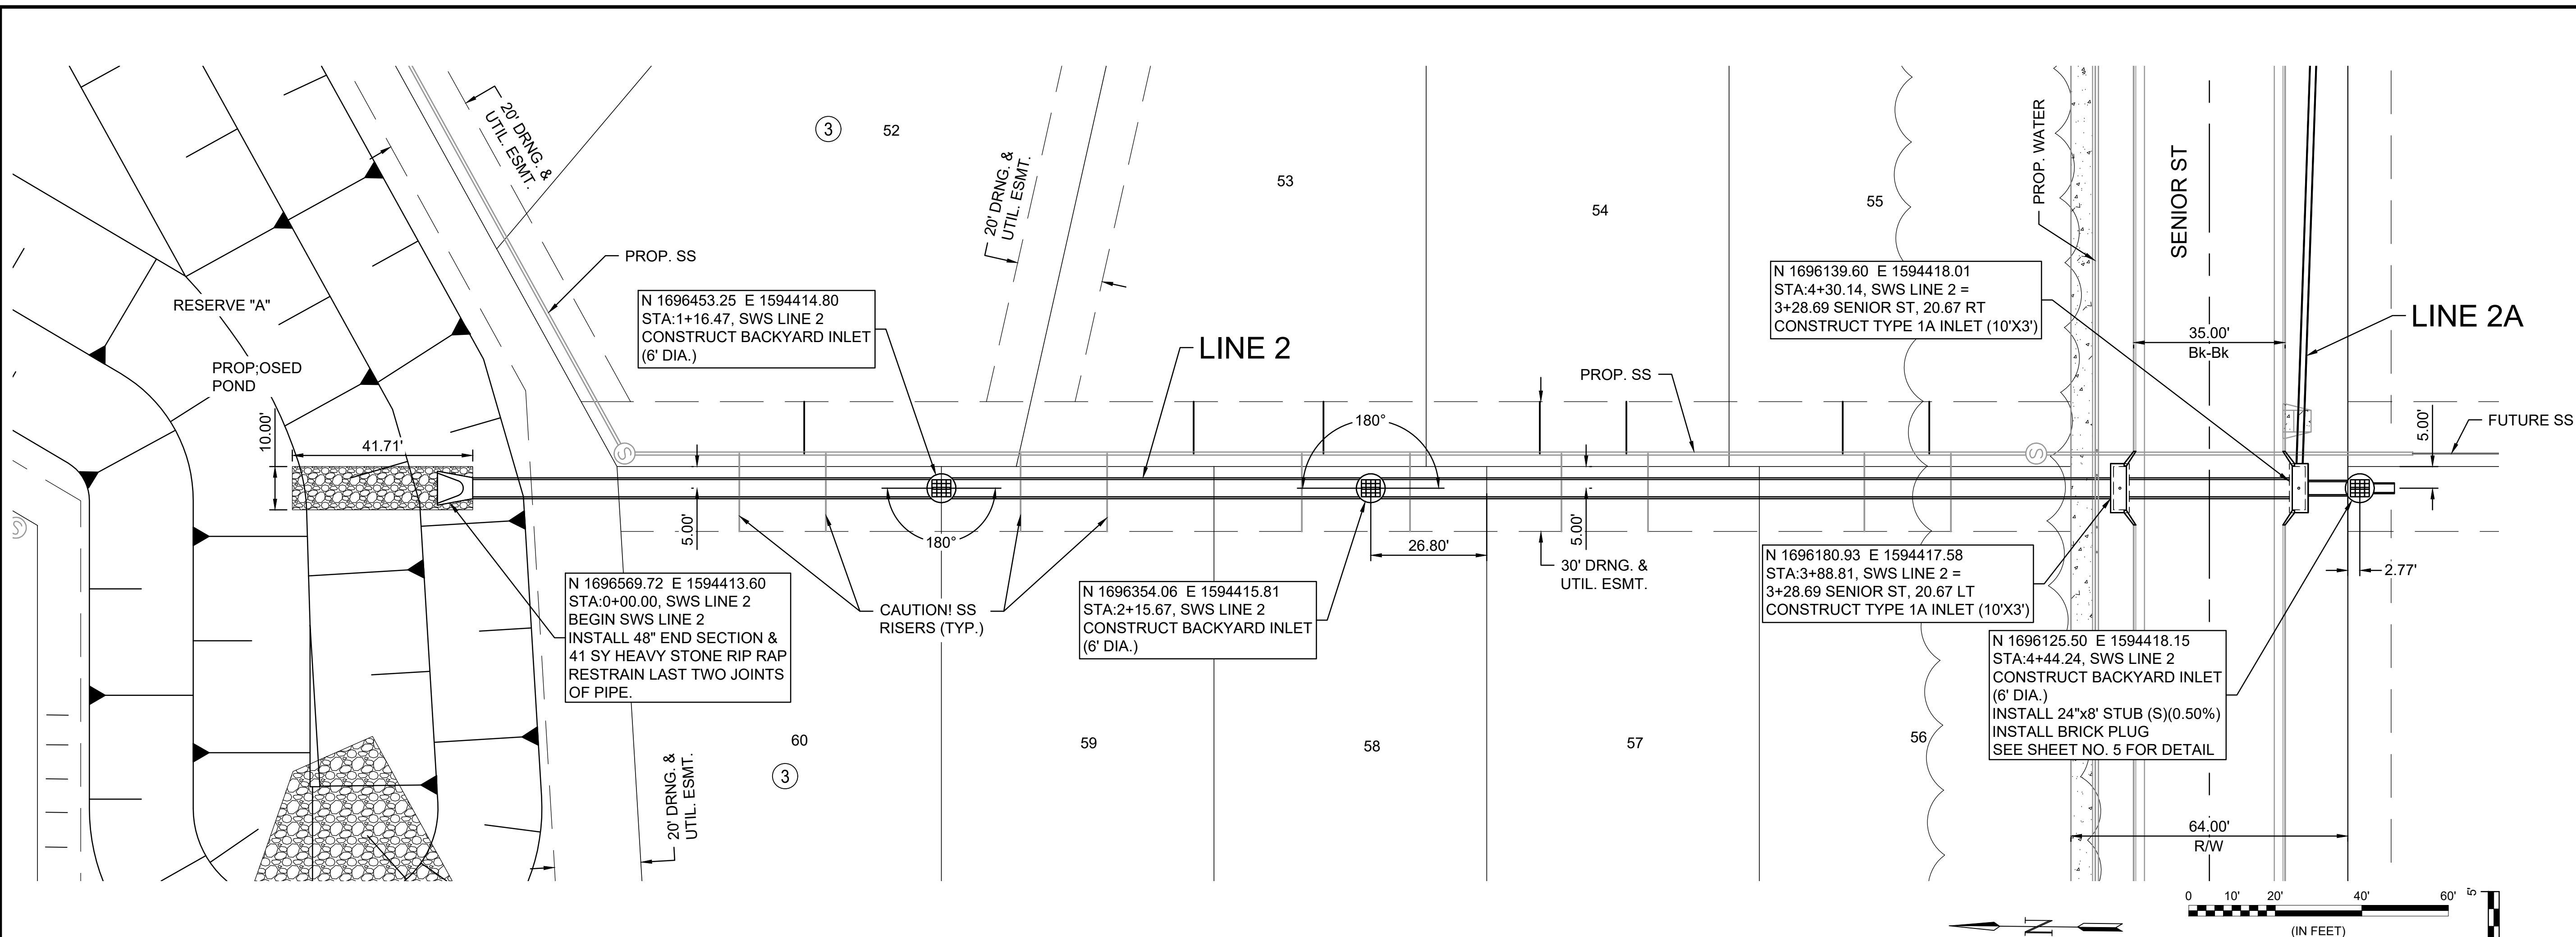 20' DRNG. &
UTIL. ESMT.
3
52
20' DRNG. &
UTIL. ESMT.
53
54
55
PROP. WATER
SENIOR ST
RESERVE "A"
PROP;OSED
POND
PROP. SS
N 1696453.25 E 1594414.80
STA:1+16.47, SWS LINE 2
CONSTRUCT BACKYARD INLET
(6' DIA.)
LINE 2
N 1696139.60 E 1594418.01
STA:4+30.14, SWS LINE 2 =
3+28.69 SENIOR ST, 20.67 RT
CONSTRUCT TYPE 1A INLET (10'X3')
35.00'
Bk-Bk
LINE 2A
PROP. SS
10.00'
41.71'
180°
5.00'
FUTURE SS
S
S
S
5.00'
180°
26.80'
5.00'
30' DRNG. &
UTIL. ESMT.
2.77'
N 1696569.72 E 1594413.60
STA:0+00.00, SWS LINE 2
BEGIN SWS LINE 2
INSTALL 48" END SECTION &
41 SY HEAVY STONE RIP RAP
RESTRAIN LAST TWO JOINTS
OF PIPE.
CAUTION! SS
RISERS (TYP.)
N 1696354.06 E 1594415.81
STA:2+15.67, SWS LINE 2
CONSTRUCT BACKYARD INLET
(6' DIA.)
N 1696180.93 E 1594417.58
STA:3+88.81, SWS LINE 2 =
3+28.69 SENIOR ST, 20.67 LT
CONSTRUCT TYPE 1A INLET (10'X3')
N 1696125.50 E 1594418.15
STA:4+44.24, SWS LINE 2
CONSTRUCT BACKYARD INLET
(6' DIA.)
INSTALL 24"x8' STUB (S)(0.50%)
INSTALL BRICK PLUG
SEE SHEET NO. 5 FOR DETAIL
60
3
59
58
57
56
20' DRNG. &
UTIL. ESMT.
64.00'
R/W
N
0 10' 20' 40' 60'
(IN FEET)
5'